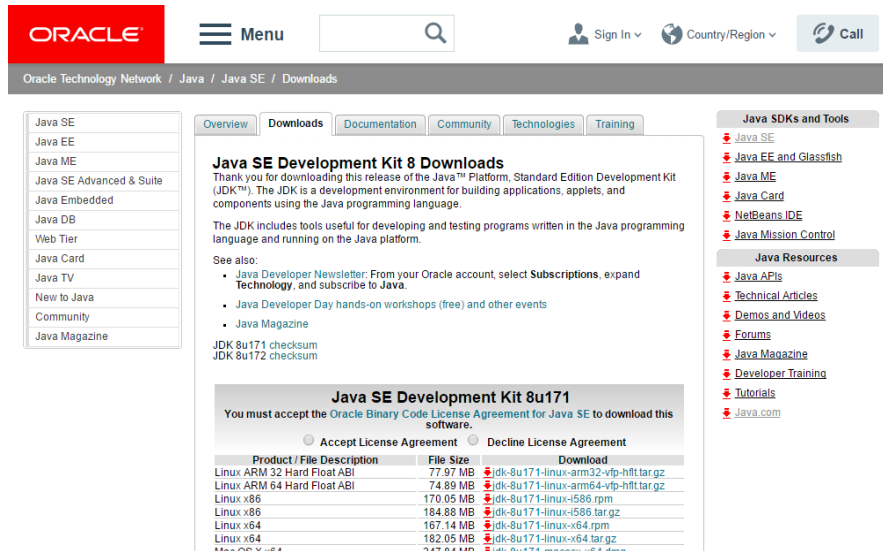 ORACLE
Menu
Sign In
Country/Region
Call
Oracle Technology Network / Java / Java SE / Downloads
Java SE
Java EE
Java ME
Java SE Advanced & Suite
Java Embedded
Java DB
Web Tier
Java Card
Java TV
New to Java
Community
Java Magazine
Overview
Downloads
Documentation
Community
Technologies
Training
Java SE Development Kit 8 Downloads
Thank you for downloading this release of the Java™ Platform, Standard Edition Development Kit
(JDK™). The JDK is a development environment for building applications, applets, and
components using the Java programming language.
The JDK includes tools useful for developing and testing programs written in the Java programming
language and running on the Java platform.
See also:
Java Developer Newsletter: From your Oracle account, select Subscriptions, expand
Technology, and subscribe to Java.
Java Developer Day hands-on workshops (free) and other events
Java Magazine
JDK 8u171 checksum
JDK 8u172 checksum
Java SE Development Kit 8u171
You must accept the Oracle Binary Code License Agreement for Java SE to download this
software.
Accept License Agreement Decline License Agreement
Product / File Description File Size Download
Linux ARM 32 Hard Float ABI 77.97 MB jdk-8u171-linux-arm32-vfp-hflt.tar.gz
Linux ARM 64 Hard Float ABI 74.89 MB jdk-8u171-linux-arm64-vfp-hflt.tar.gz
Linux x86 170.05 MB jdk-8u171-linux-i586.rpm
Linux x86 184.88 MB jdk-8u171-linux-i586.tar.gz
Linux x64 167.14 MB jdk-8u171-linux-x64.rpm
Linux x64 182.05 MB jdk-8u171-linux-x64.tar.gz
Mac OS X x64 247.84 MB jdk-8u171-macosx-x64.dmg
Java SDKs and Tools
Java SE
Java EE and Glassfish
Java ME
Java Card
NetBeans IDE
Java Mission Control
Java Resources
Java APIs
Technical Articles
Demos and Videos
Forums
Java Magazine
Developer Training
Tutorials
Java.com